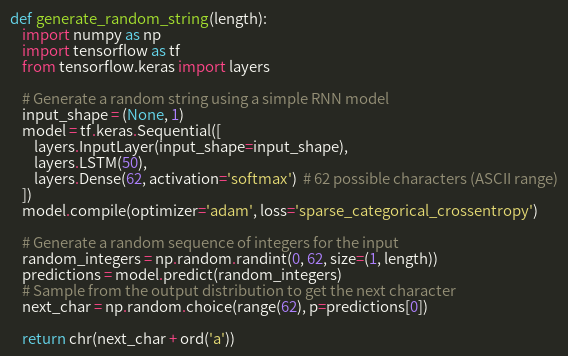 def generate_random_string(length):
    import numpy as np
    import tensorflow as tf
    from tensorflow.keras import layers

    # Generate a random string using a simple RNN model
    input_shape = (None, 1)
    model = tf.keras.Sequential([
        layers.InputLayer(input_shape=input_shape),
        layers.LSTM(50),
        layers.Dense(62, activation='softmax')  # 62 possible characters (ASCII range)
    ])
    model.compile(optimizer='adam', loss='sparse_categorical_crossentropy')

    # Generate a random sequence of integers for the input
    random_integers = np.random.randint(0, 62, size=(1, length))
    predictions = model.predict(random_integers)
    # Sample from the output distribution to get the next character
    next_char = np.random.choice(range(62), p=predictions[0])

    return chr(next_char + ord('a'))